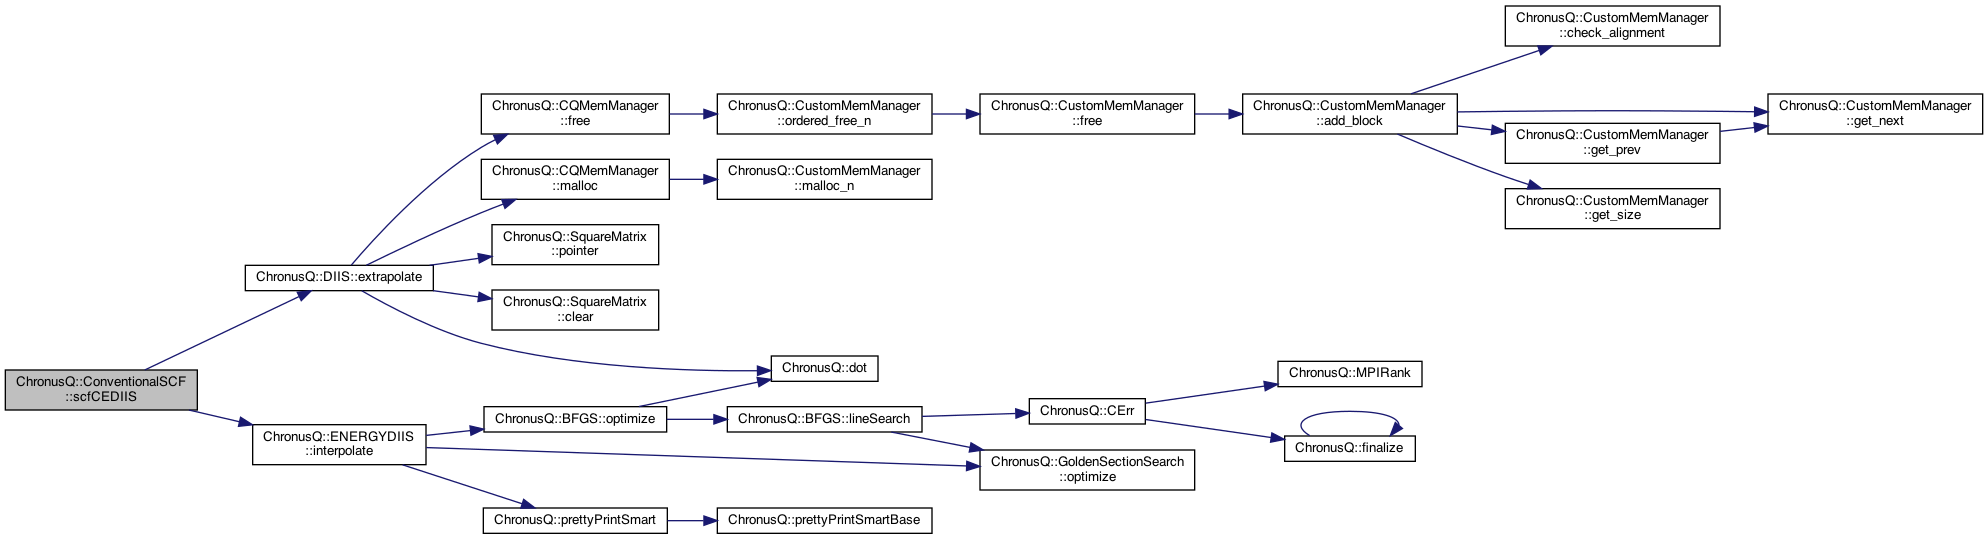 ChronusQ::ConventionalSCF
::scfCEDIIS
ChronusQ::DIIS::extrapolate
ChronusQ::CQMemManager
::free
ChronusQ::CustomMemManager
::ordered_free_n
ChronusQ::CustomMemManager
::free
ChronusQ::CustomMemManager
::add_block
ChronusQ::CustomMemManager
::check_alignment
ChronusQ::CustomMemManager
::get_next
ChronusQ::CustomMemManager
::get_prev
ChronusQ::CustomMemManager
::get_size
ChronusQ::CQMemManager
::malloc
ChronusQ::CustomMemManager
::malloc_n
ChronusQ::SquareMatrix
::pointer
ChronusQ::SquareMatrix
::clear
ChronusQ::dot
ChronusQ::ENERGYDIIS
::interpolate
ChronusQ::BFGS::optimize
ChronusQ::BFGS::lineSearch
ChronusQ::CErr
ChronusQ::MPIRank
ChronusQ::finalize
ChronusQ::GoldenSectionSearch
::optimize
ChronusQ::prettyPrintSmart
ChronusQ::prettyPrintSmartBase